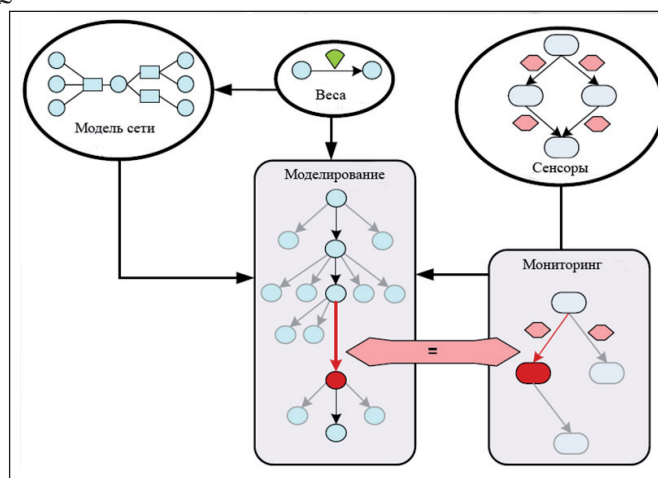 Веса
Модель сети
Сенсоры
Моделирование
Мониторинг
=